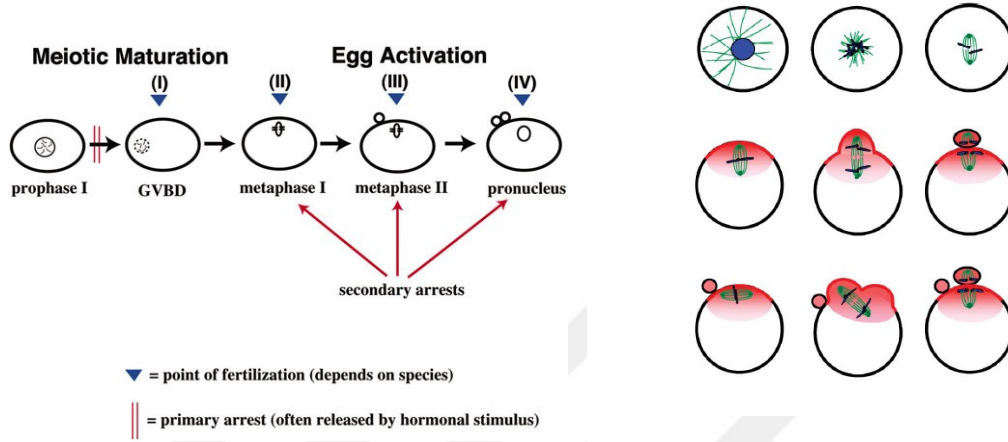 Meiotic Maturation
Egg Activation
(I)
(II)
(III)
(IV)
prophase I
GVBD
metaphase I
metaphase II
pronucleus
secondary arrests
= point of fertilization (depends on species)
= primary arrest (often released by hormonal stimulus)